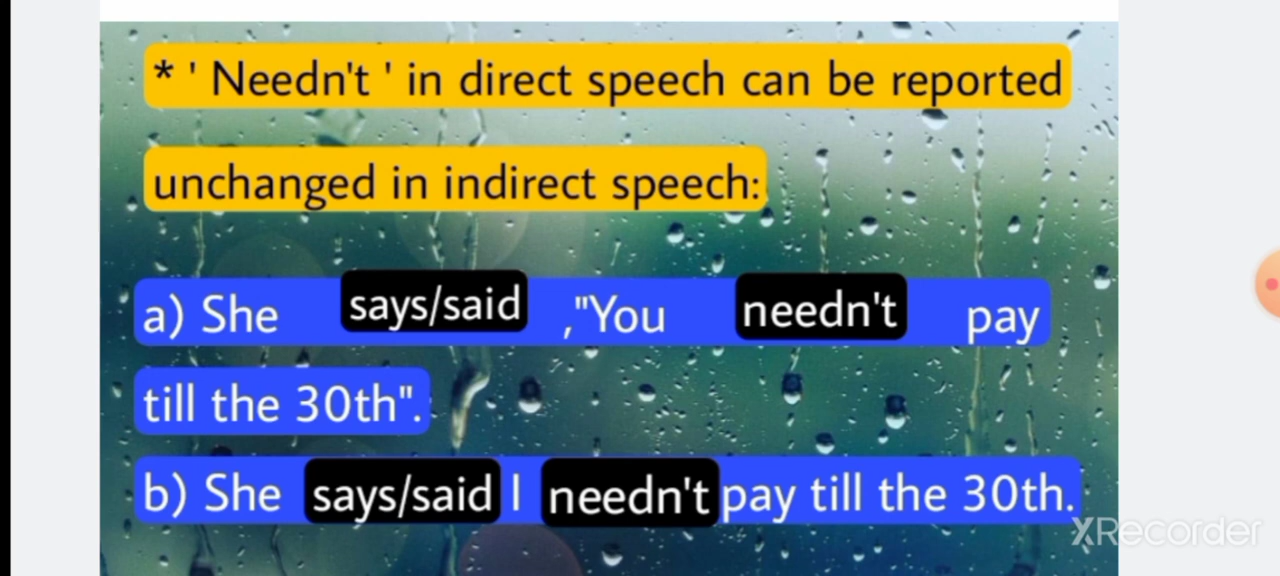 * ' Needn't ' in direct speech can be reported
unchanged in indirect speech:
a) She says/said ,"You needn't pay
till the 30th".
b) She says/said I needn't pay till the 30th.
XRecorder